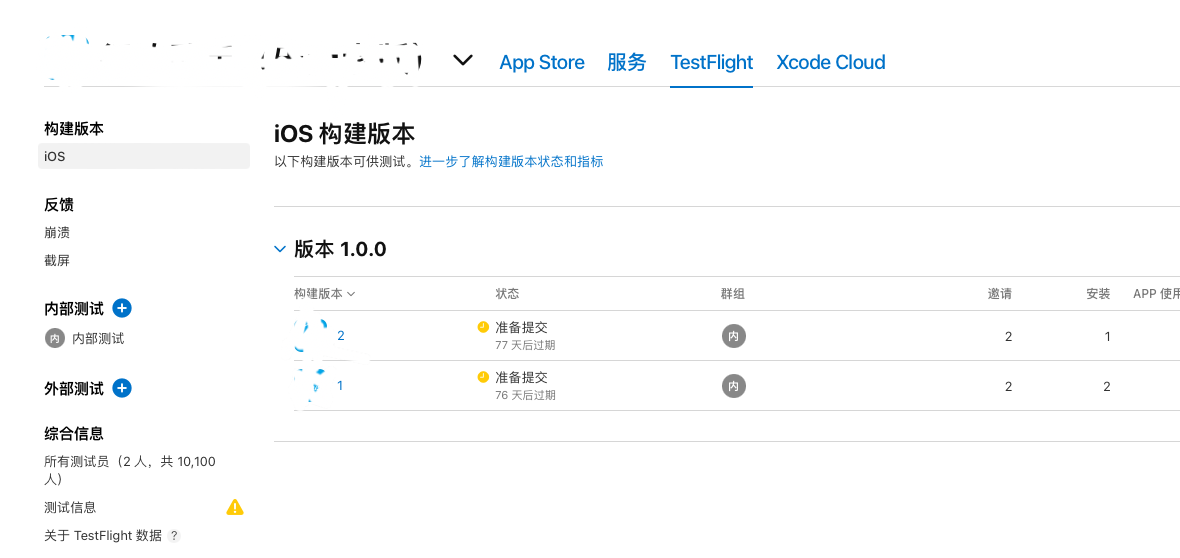 App Store 服务 TestFlight Xcode Cloud
构建版本
iOS
反馈
崩溃
截屏
内部测试
内 内部测试
外部测试
综合信息
所有测试员（2 人，共 10,100
人）
测试信息
关于 TestFlight 数据 ?
iOS 构建版本
以下构建版本可供测试。进一步了解构建版本状态和指标
版本 1.0.0
构建版本 状态 群组 邀请 安装 APP 使用
2 准备提交 内 2 1
77 天后过期
1 准备提交 内 2 2
76 天后过期